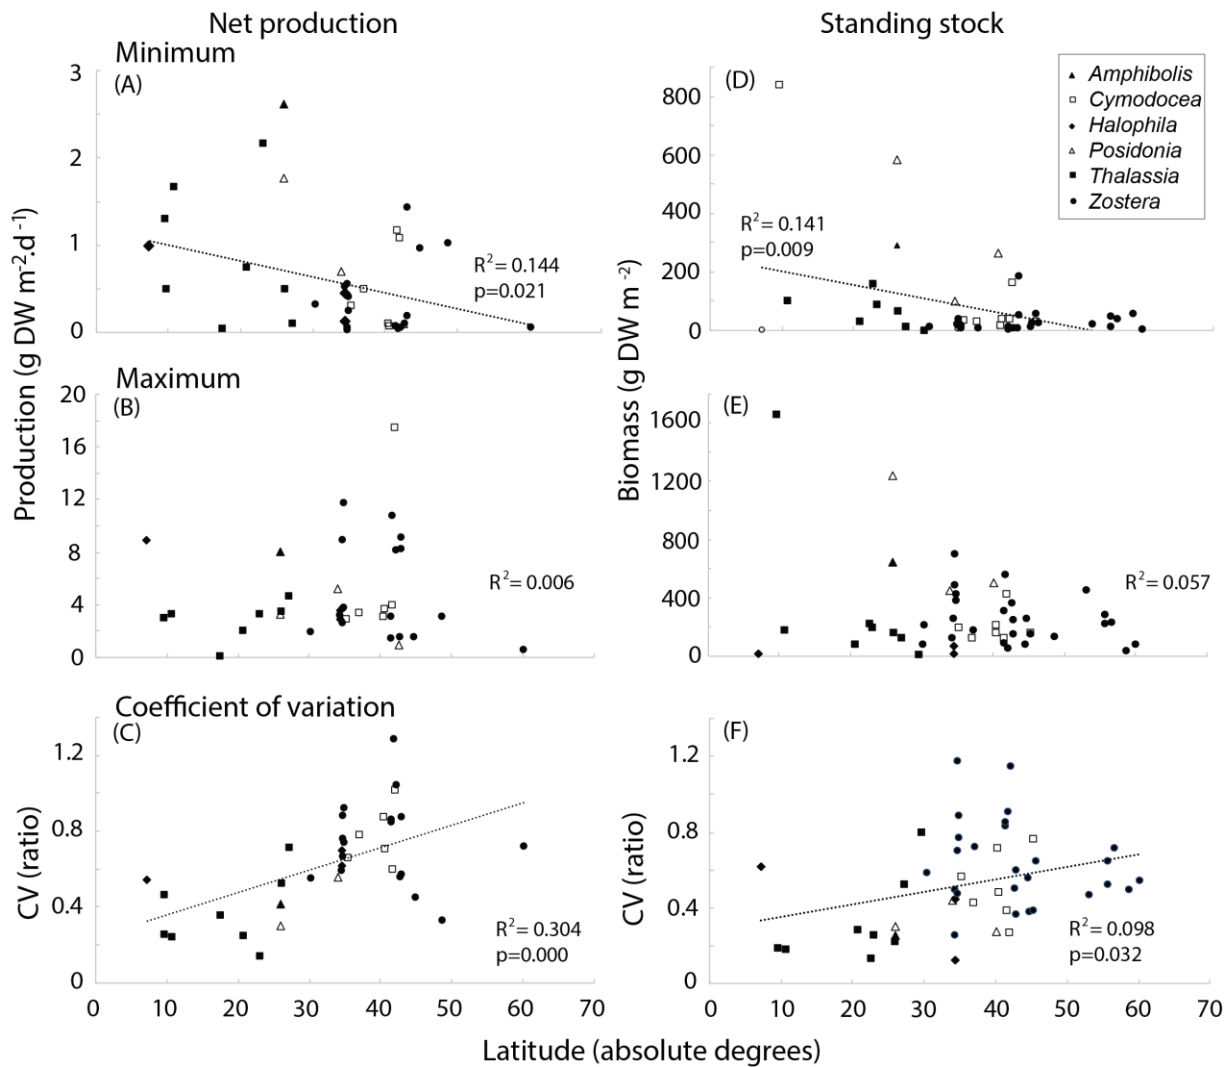 Net production
Standing stock
Minimum
(A)
3
2
1
0
R² = 0.144
p=0.021
(D)
800
600
400
200
0
R² = 0.141
p=0.009
Amphibolis
Cymodocea
Halophila
Posidonia
Thalassia
Zostera
Production (g DW m⁻².d⁻¹)
Biomass (g DW m⁻²)
Maximum
(B)
20
16
12
8
4
0
R² = 0.006
(E)
1600
1200
800
400
0
R² = 0.057
Coefficient of variation
(C)
1.2
0.8
0.4
0
CV (ratio)
R² = 0.304
p=0.000
0 10 20 30 40 50 60 70
(F)
1.2
0.8
0.4
0
CV (ratio)
R² = 0.098
p=0.032
0 10 20 30 40 50 60 70
Latitude (absolute degrees)